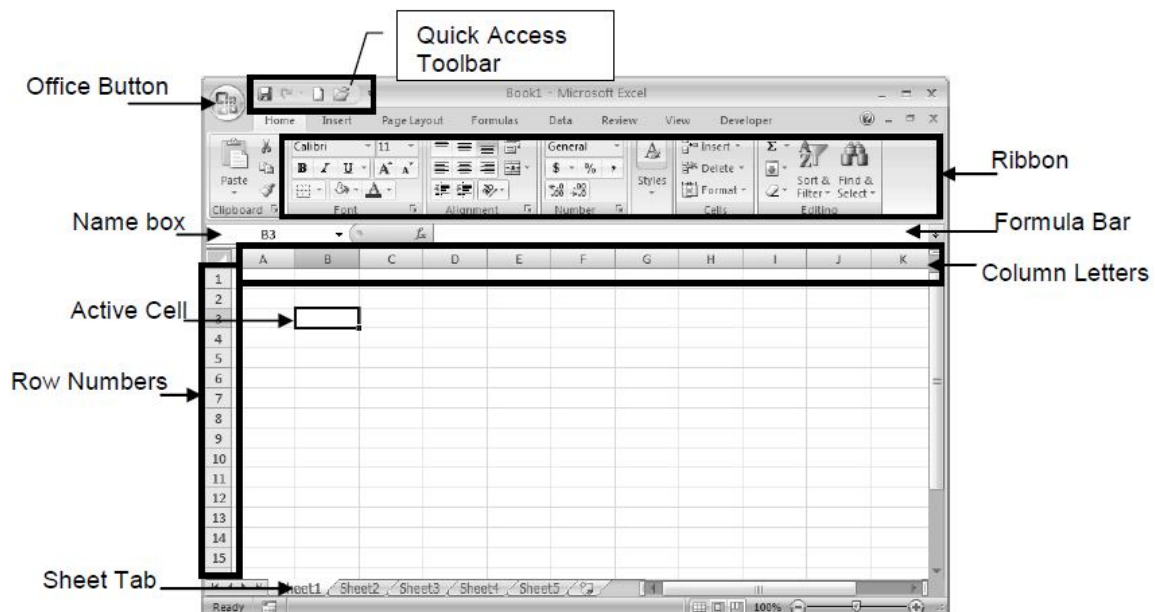 Quick Access
Toolbar
Office Button
Book1 - Microsoft Excel
Home Insert Page Layout Formulas Data Review View Developer
Calibri 11 General Insert
Paste B I U A A $ % , Styles Delete Sort & Find &
A Format Filter Select
Clipboard Font Alignment Number Cells Editing
Ribbon
Name box
B3 fx
Formula Bar
A B C D E F G H I J K
Column Letters
1
2
Active Cell
3
4
5
Row Numbers
6
7
8
9
10
11
12
13
14
15
Sheet Tab
Sheet1 Sheet2 Sheet3 Sheet4 Sheet5
Ready 100%